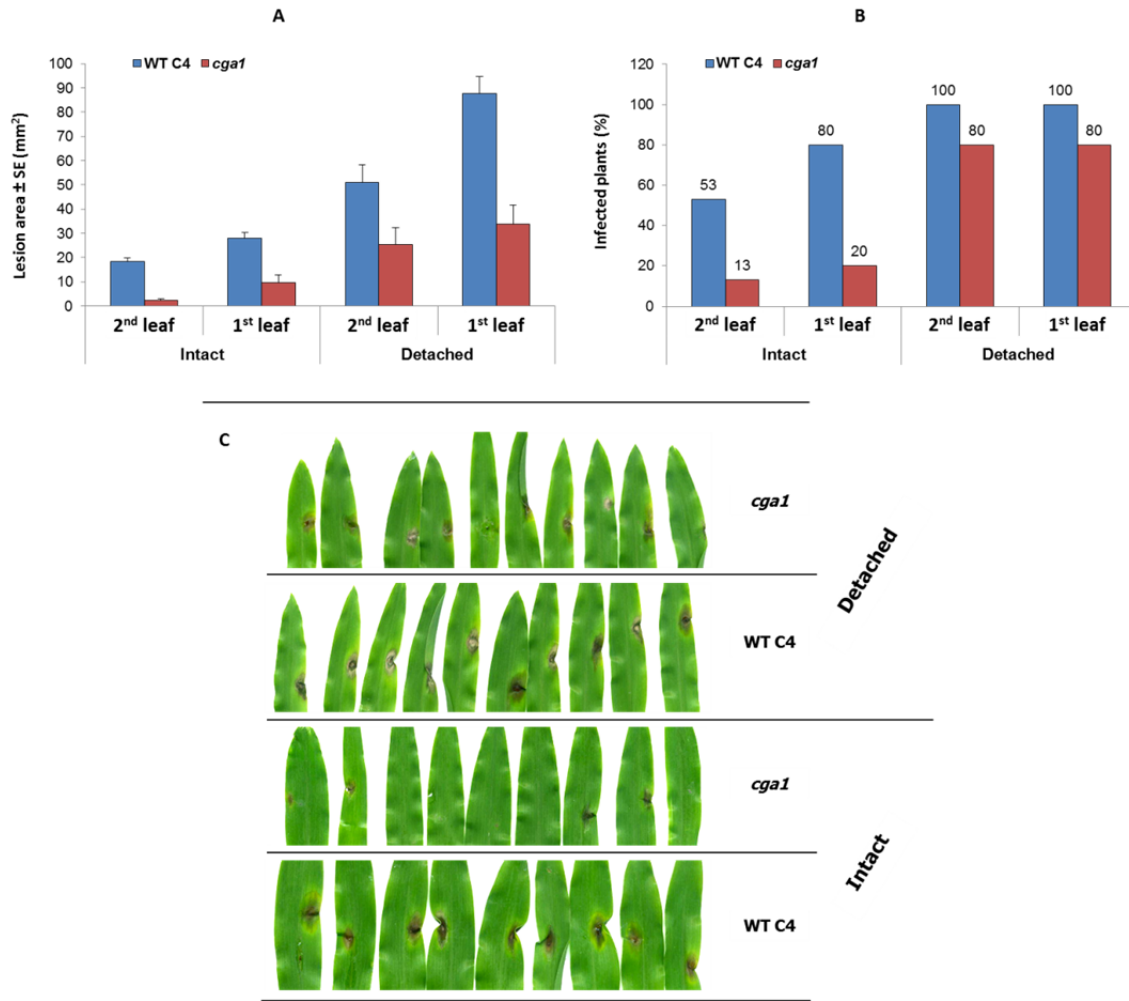 A
WT C4 cga1
100
90
80
70
60
50
40
30
20
10
0
Lesion area ± SE (mm²)
2nd leaf 1st leaf 2nd leaf 1st leaf
Intact Detached
B
WT C4 cga1
120
100
80
60
40
20
0
Infected plants (%)
53 13 80 20 100 80 100 80
2nd leaf 1st leaf 2nd leaf 1st leaf
Intact Detached
C
cga1
WT C4
Detached
cga1
WT C4
Intact